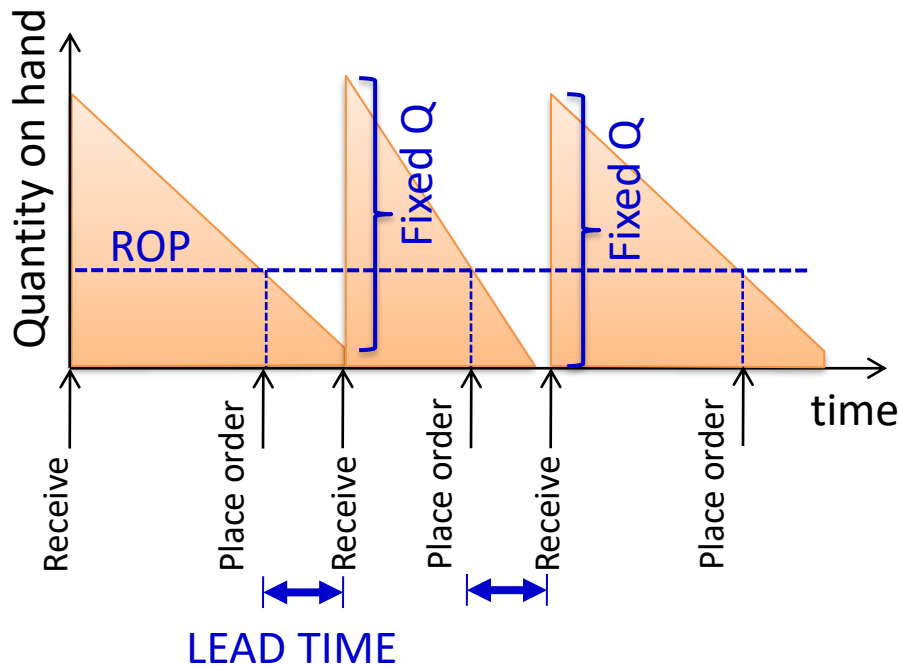 Quantity on hand
ROP
Fixed Q
Fixed Q
time
Receive
Place order
Receive
Place order
Receive
Place order
LEAD TIME